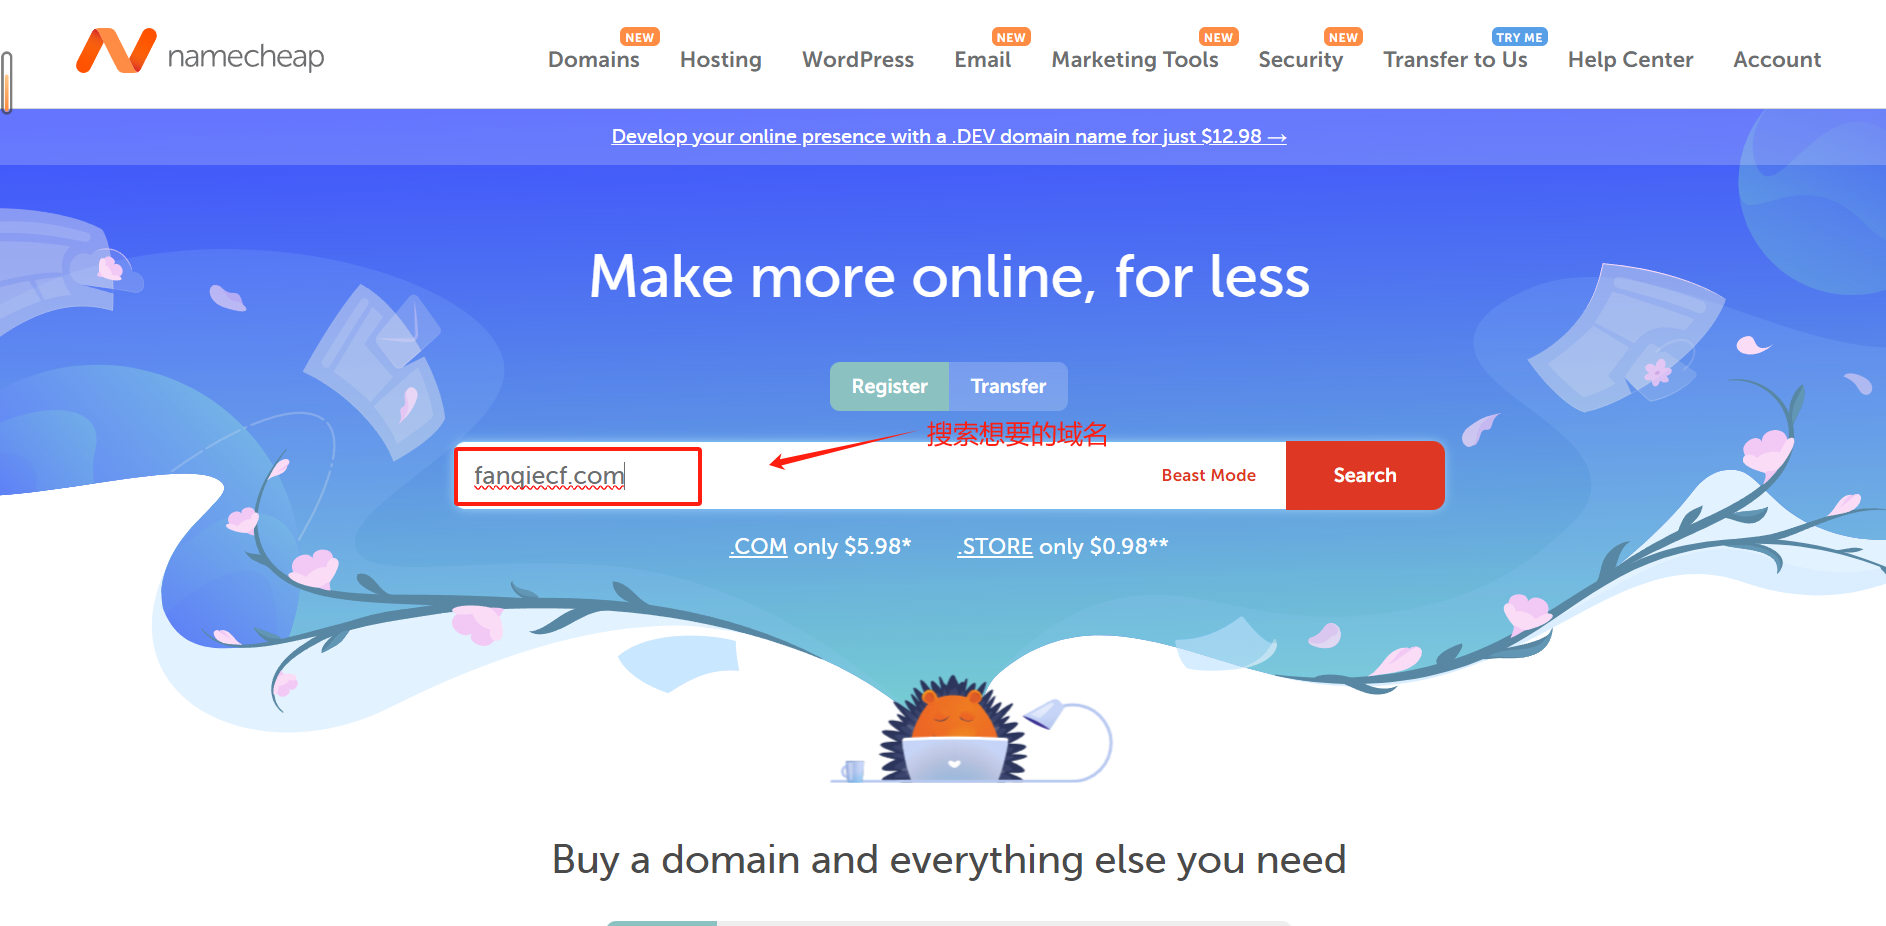 namecheap
NEW
NEW
NEW
NEW
TRY ME
Domains Hosting WordPress Email Marketing Tools Security Transfer to Us Help Center Account
Develop your online presence with a .DEV domain name for just $12.98 →
Make more online, for less
Register Transfer
搜索想要的域名
fanqiecf.com Beast Mode Search
.COM only $5.98* .STORE only $0.98**
Buy a domain and everything else you need